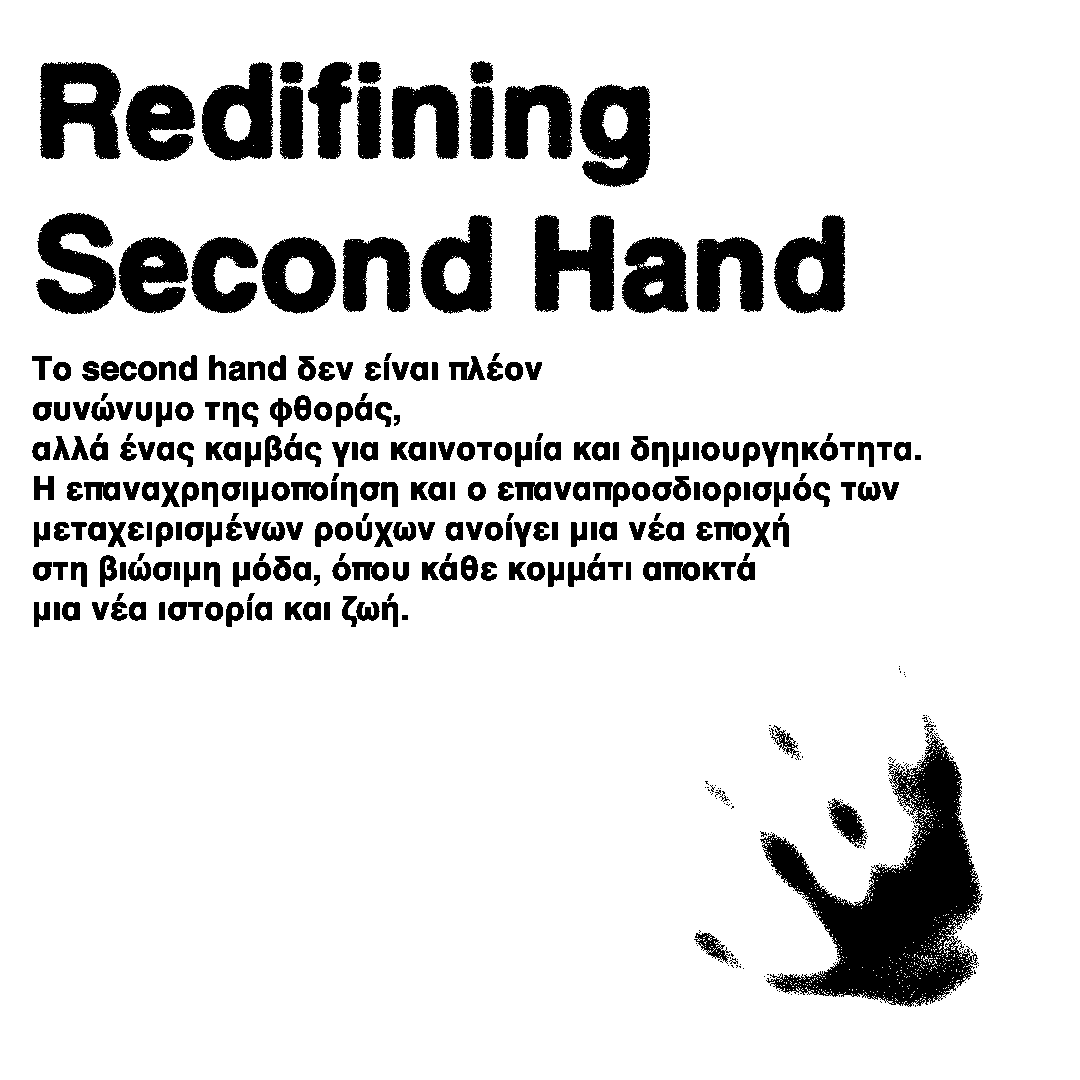 Redifining
Second Hand
Το second hand δεν είναι πλέον
συνώνυμο της φθοράς,
αλλά ένας καμβάς για καινοτομία και δημιουργηκότητα.
Η επαναχρησιμοποίηση και ο επαναπροσδιορισμός των
μεταχειρισμένων ρούχων ανοίγει μια νέα εποχή
στη βιώσιμη μόδα, όπου κάθε κομμάτι αποκτά
μια νέα ιστορία και ζωή.